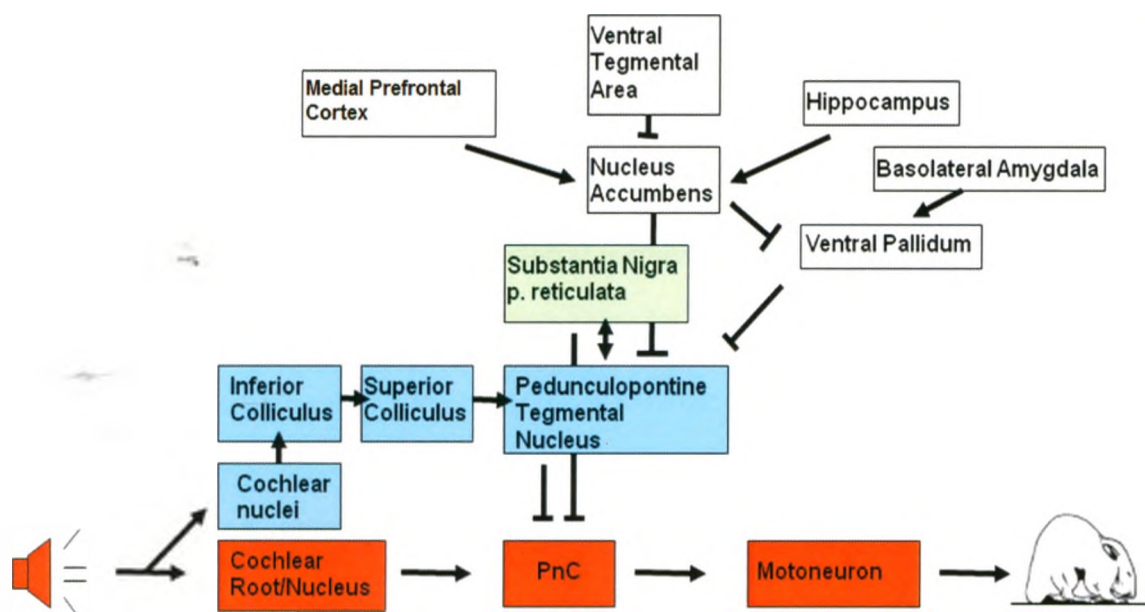 Ventral
Tegmental
Area
Medial Prefrontal
Cortex
Hippocampus
Nucleus
Accumbens
Basolateral Amygdala
Ventral Pallidum
Substantia Nigra
p. reticulata
Inferior
Colliculus
Superior
Colliculus
Pedunculopontine
Tegmental
Nucleus
Cochlear
nuclei
Cochlear
Root/Nucleus
PnC
Motoneuron